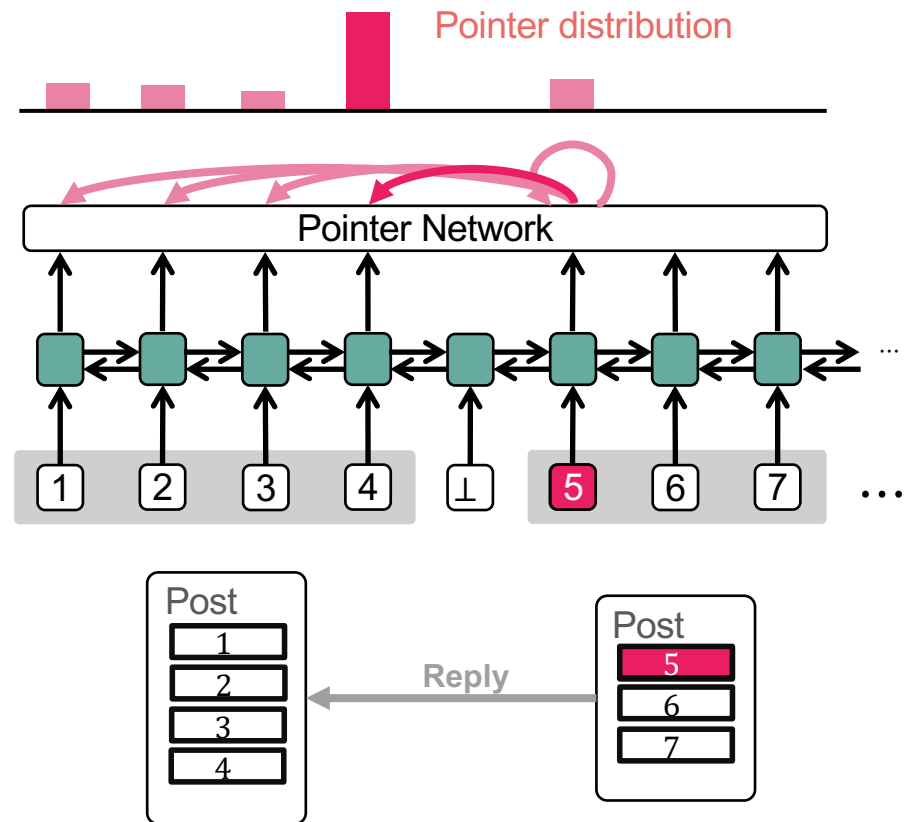 Pointer distribution
Pointer Network
...
1 2 3 4 ⊥ 5 6 7 ...
Post
1
2
3
4
Reply
Post
5
6
7